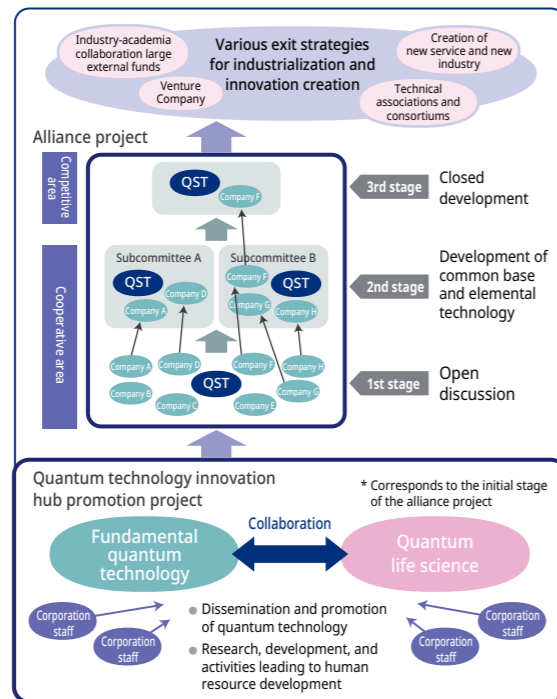 Industry-academia
collaboration large
external funds
Various exit strategies
for industrialization and
innovation creation
Creation of
new service and new
industry
Venture
Company
Technical
associations and
consortiums
Alliance project
Competitive
area
QST
Company F
3rd stage
Closed
development
Cooperative area
Subcommittee A
QST
Company D
Company A
Subcommittee B
Company F
QST
Company G
Company H
2nd stage
Development of
common base
and elemental
technology
Company A
Company D
Company F
Company H
Company B
Company C
QST
Company E
Company G
1st stage
Open
discussion
Quantum technology innovation
hub promotion project
* Corresponds to the initial stage
of the alliance project
Fundamental
quantum
technology
Collaboration
Quantum
life science
Corporation
staff
Corporation
staff
● Dissemination and promotion
of quantum technology
● Research, development, and
activities leading to human
resource development
Corporation
staff
Corporation
staff